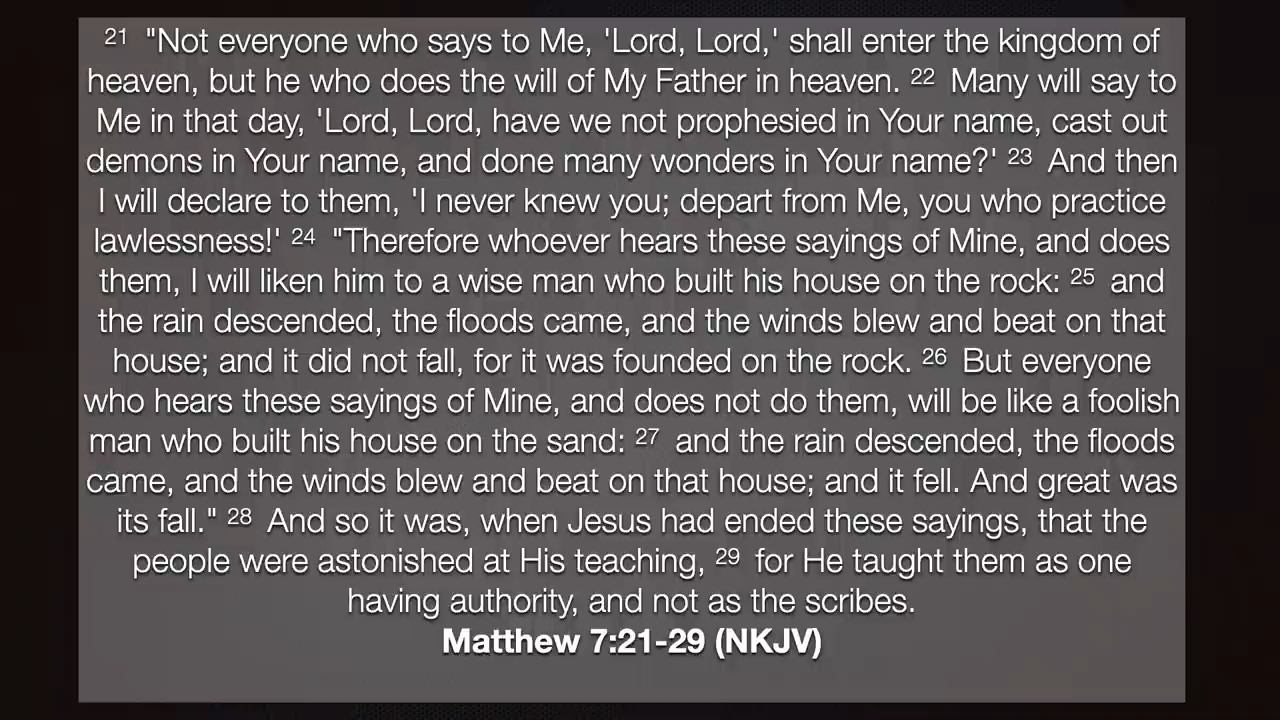 21 "Not everyone who says to Me, 'Lord, Lord,' shall enter the kingdom of
heaven, but he who does the will of My Father in heaven. 22 Many will say to
Me in that day, 'Lord, Lord, have we not prophesied in Your name, cast out
demons in Your name, and done many wonders in Your name?' 23 And then
I will declare to them, 'I never knew you; depart from Me, you who practice
lawlessness!' 24 "Therefore whoever hears these sayings of Mine, and does
them, I will liken him to a wise man who built his house on the rock: 25 and
the rain descended, the floods came, and the winds blew and beat on that
house; and it did not fall, for it was founded on the rock. 26 But everyone
who hears these sayings of Mine, and does not do them, will be like a foolish
man who built his house on the sand: 27 and the rain descended, the floods
came, and the winds blew and beat on that house; and it fell. And great was
its fall." 28 And so it was, when Jesus had ended these sayings, that the
people were astonished at His teaching, 29 for He taught them as one
having authority, and not as the scribes.
Matthew 7:21-29 (NKJV)